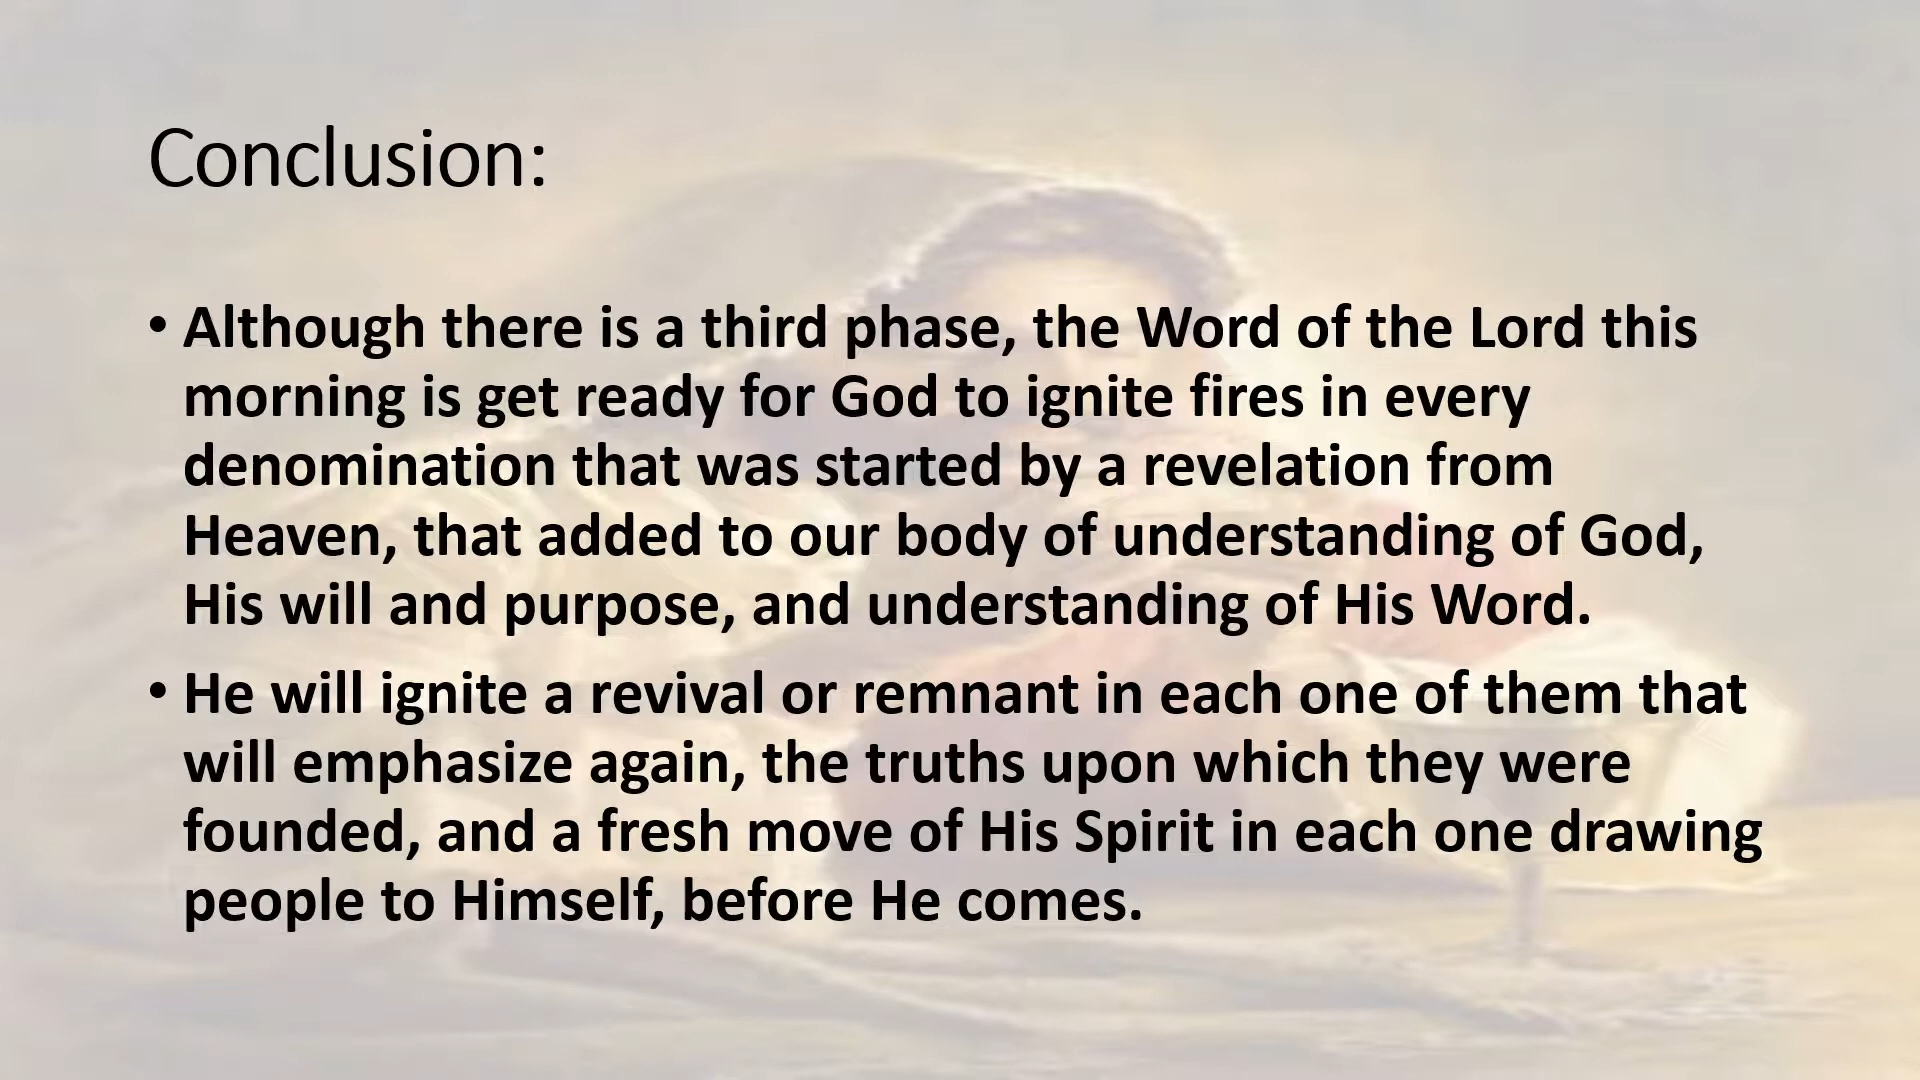 Conclusion:
• Although there is a third phase, the Word of the Lord this
morning is get ready for God to ignite fires in every
denomination that was started by a revelation from
Heaven, that added to our body of understanding of God,
His will and purpose, and understanding of His Word.
• He will ignite a revival or remnant in each one of them that
will emphasize again, the truths upon which they were
founded, and a fresh move of His Spirit in each one drawing
people to Himself, before He comes.